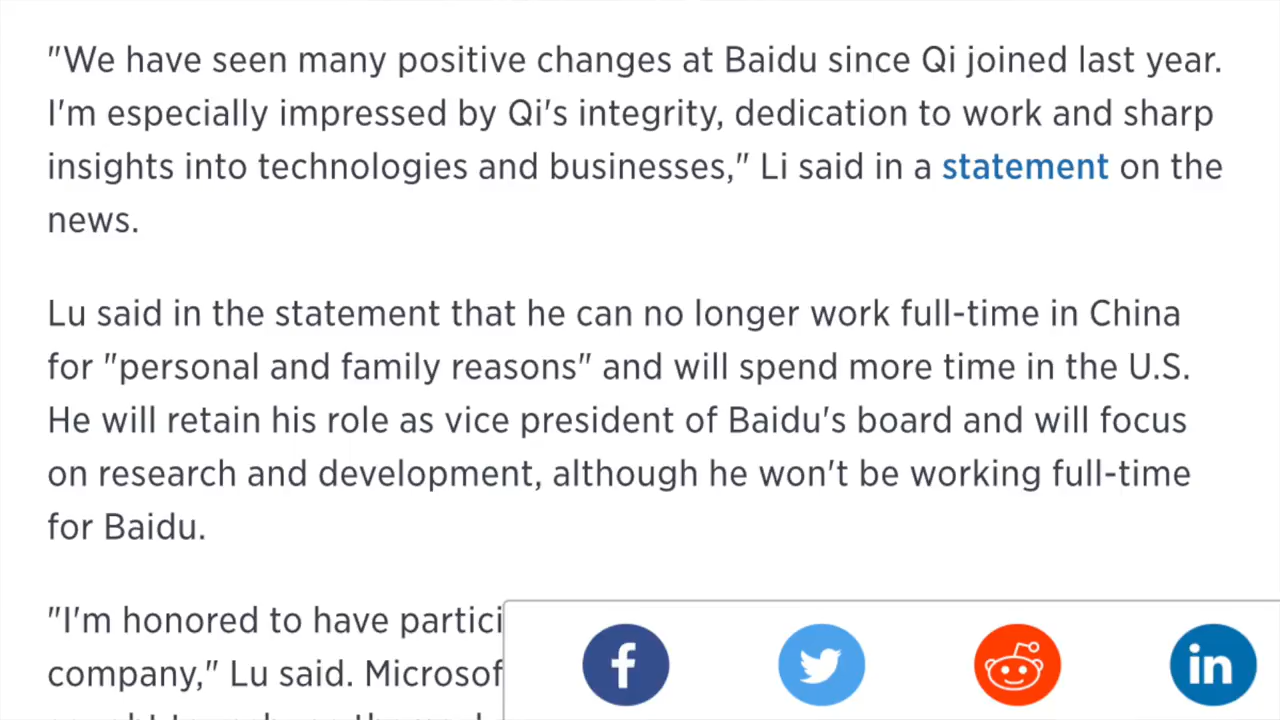 "We have seen many positive changes at Baidu since Qi joined last year.
I'm especially impressed by Qi's integrity, dedication to work and sharp
insights into technologies and businesses," Li said in a statement on the
news.
Lu said in the statement that he can no longer work full-time in China
for "personal and family reasons" and will spend more time in the U.S.
He will retain his role as vice president of Baidu's board and will focus
on research and development, although he won't be working full-time
for Baidu.
"I'm honored to have partici
company," Lu said. Microsof
f
in